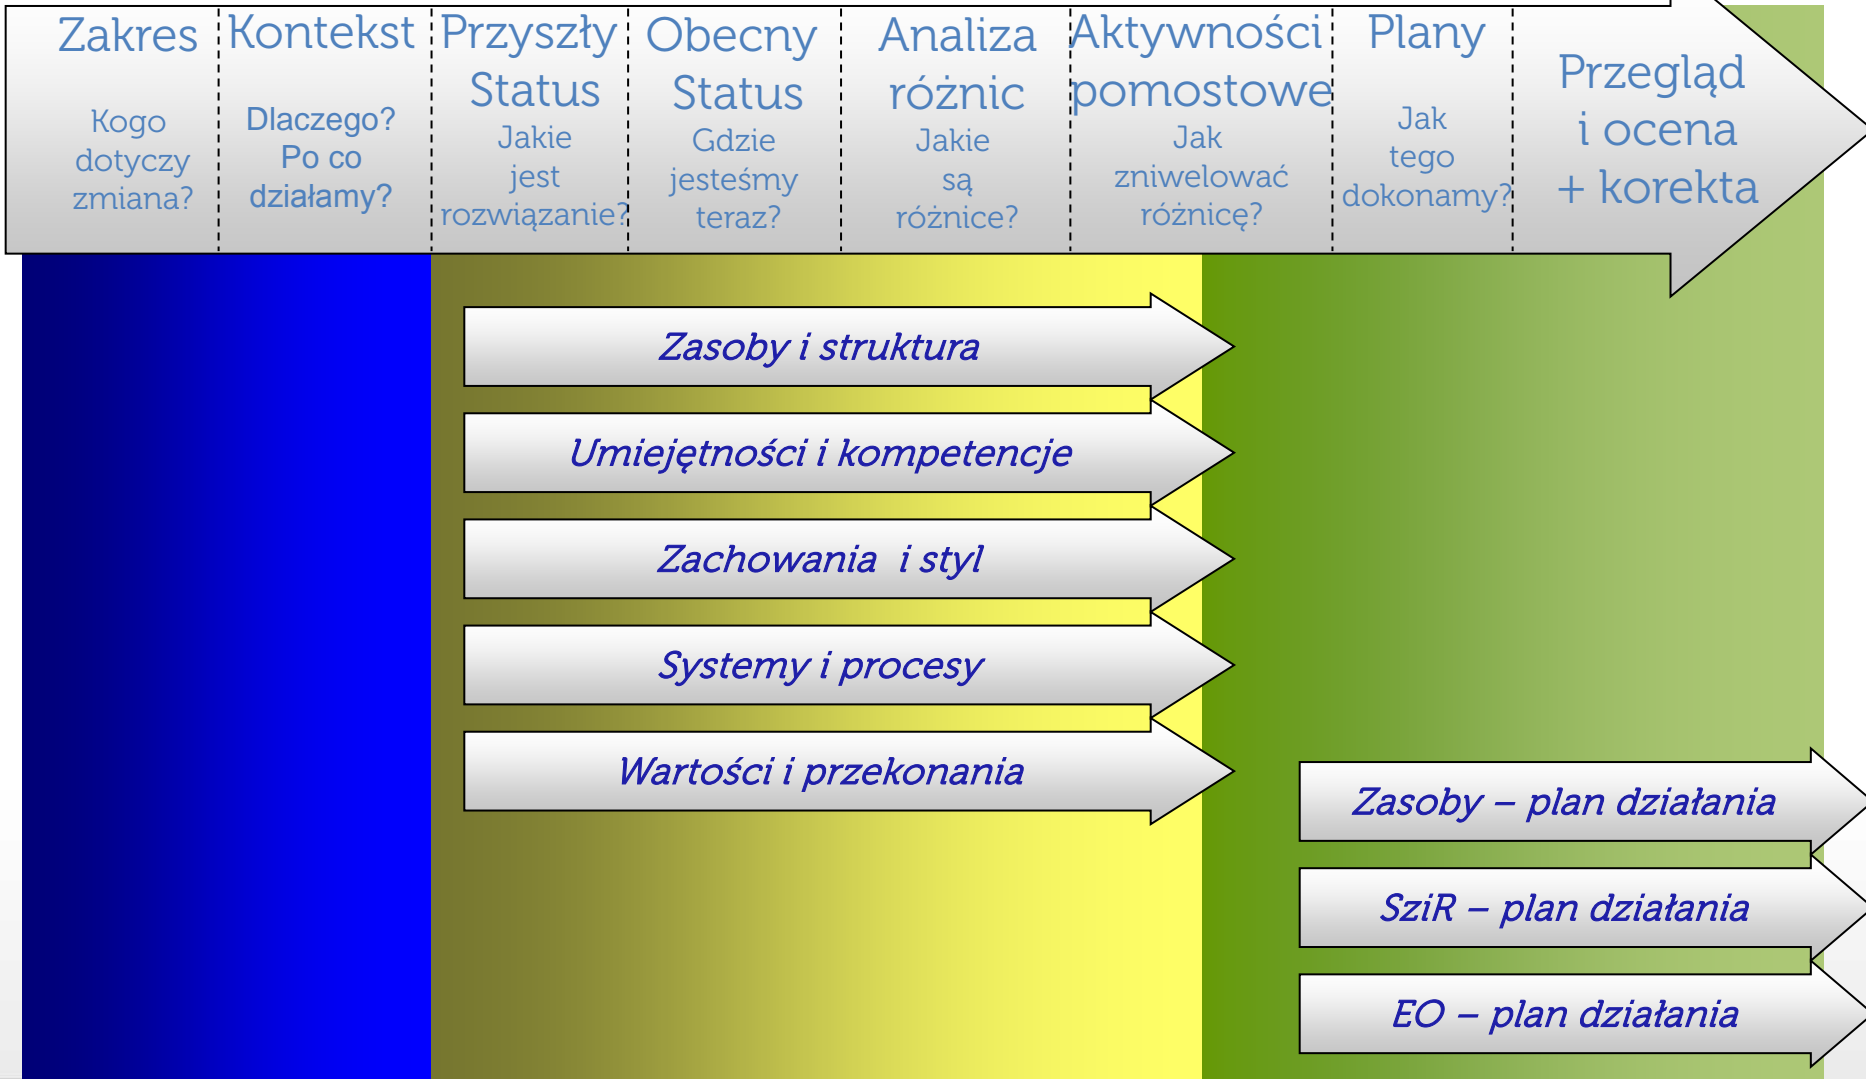 Zakres
Kogo
dotyczy
zmiana?
Kontekst
Dlaczego?
Po co
działamy?
Przyszły
Status
Jakie
jest
rozwiązanie?
Obecny
Status
Gdzie
jesteśmy
teraz?
Analiza
różnic
Jakie
są
różnice?
Aktywności
pomostowe
Jak
zniwelować
różnicę?
Plany
Jak
tego
dokonamy?
Przegląd
i ocena
+ korekta
Zasoby i struktura
Umiejętności i kompetencje
Zachowania i styl
Systemy i procesy
Wartości i przekonania
Zasoby – plan działania
SziR – plan działania
EO – plan działania